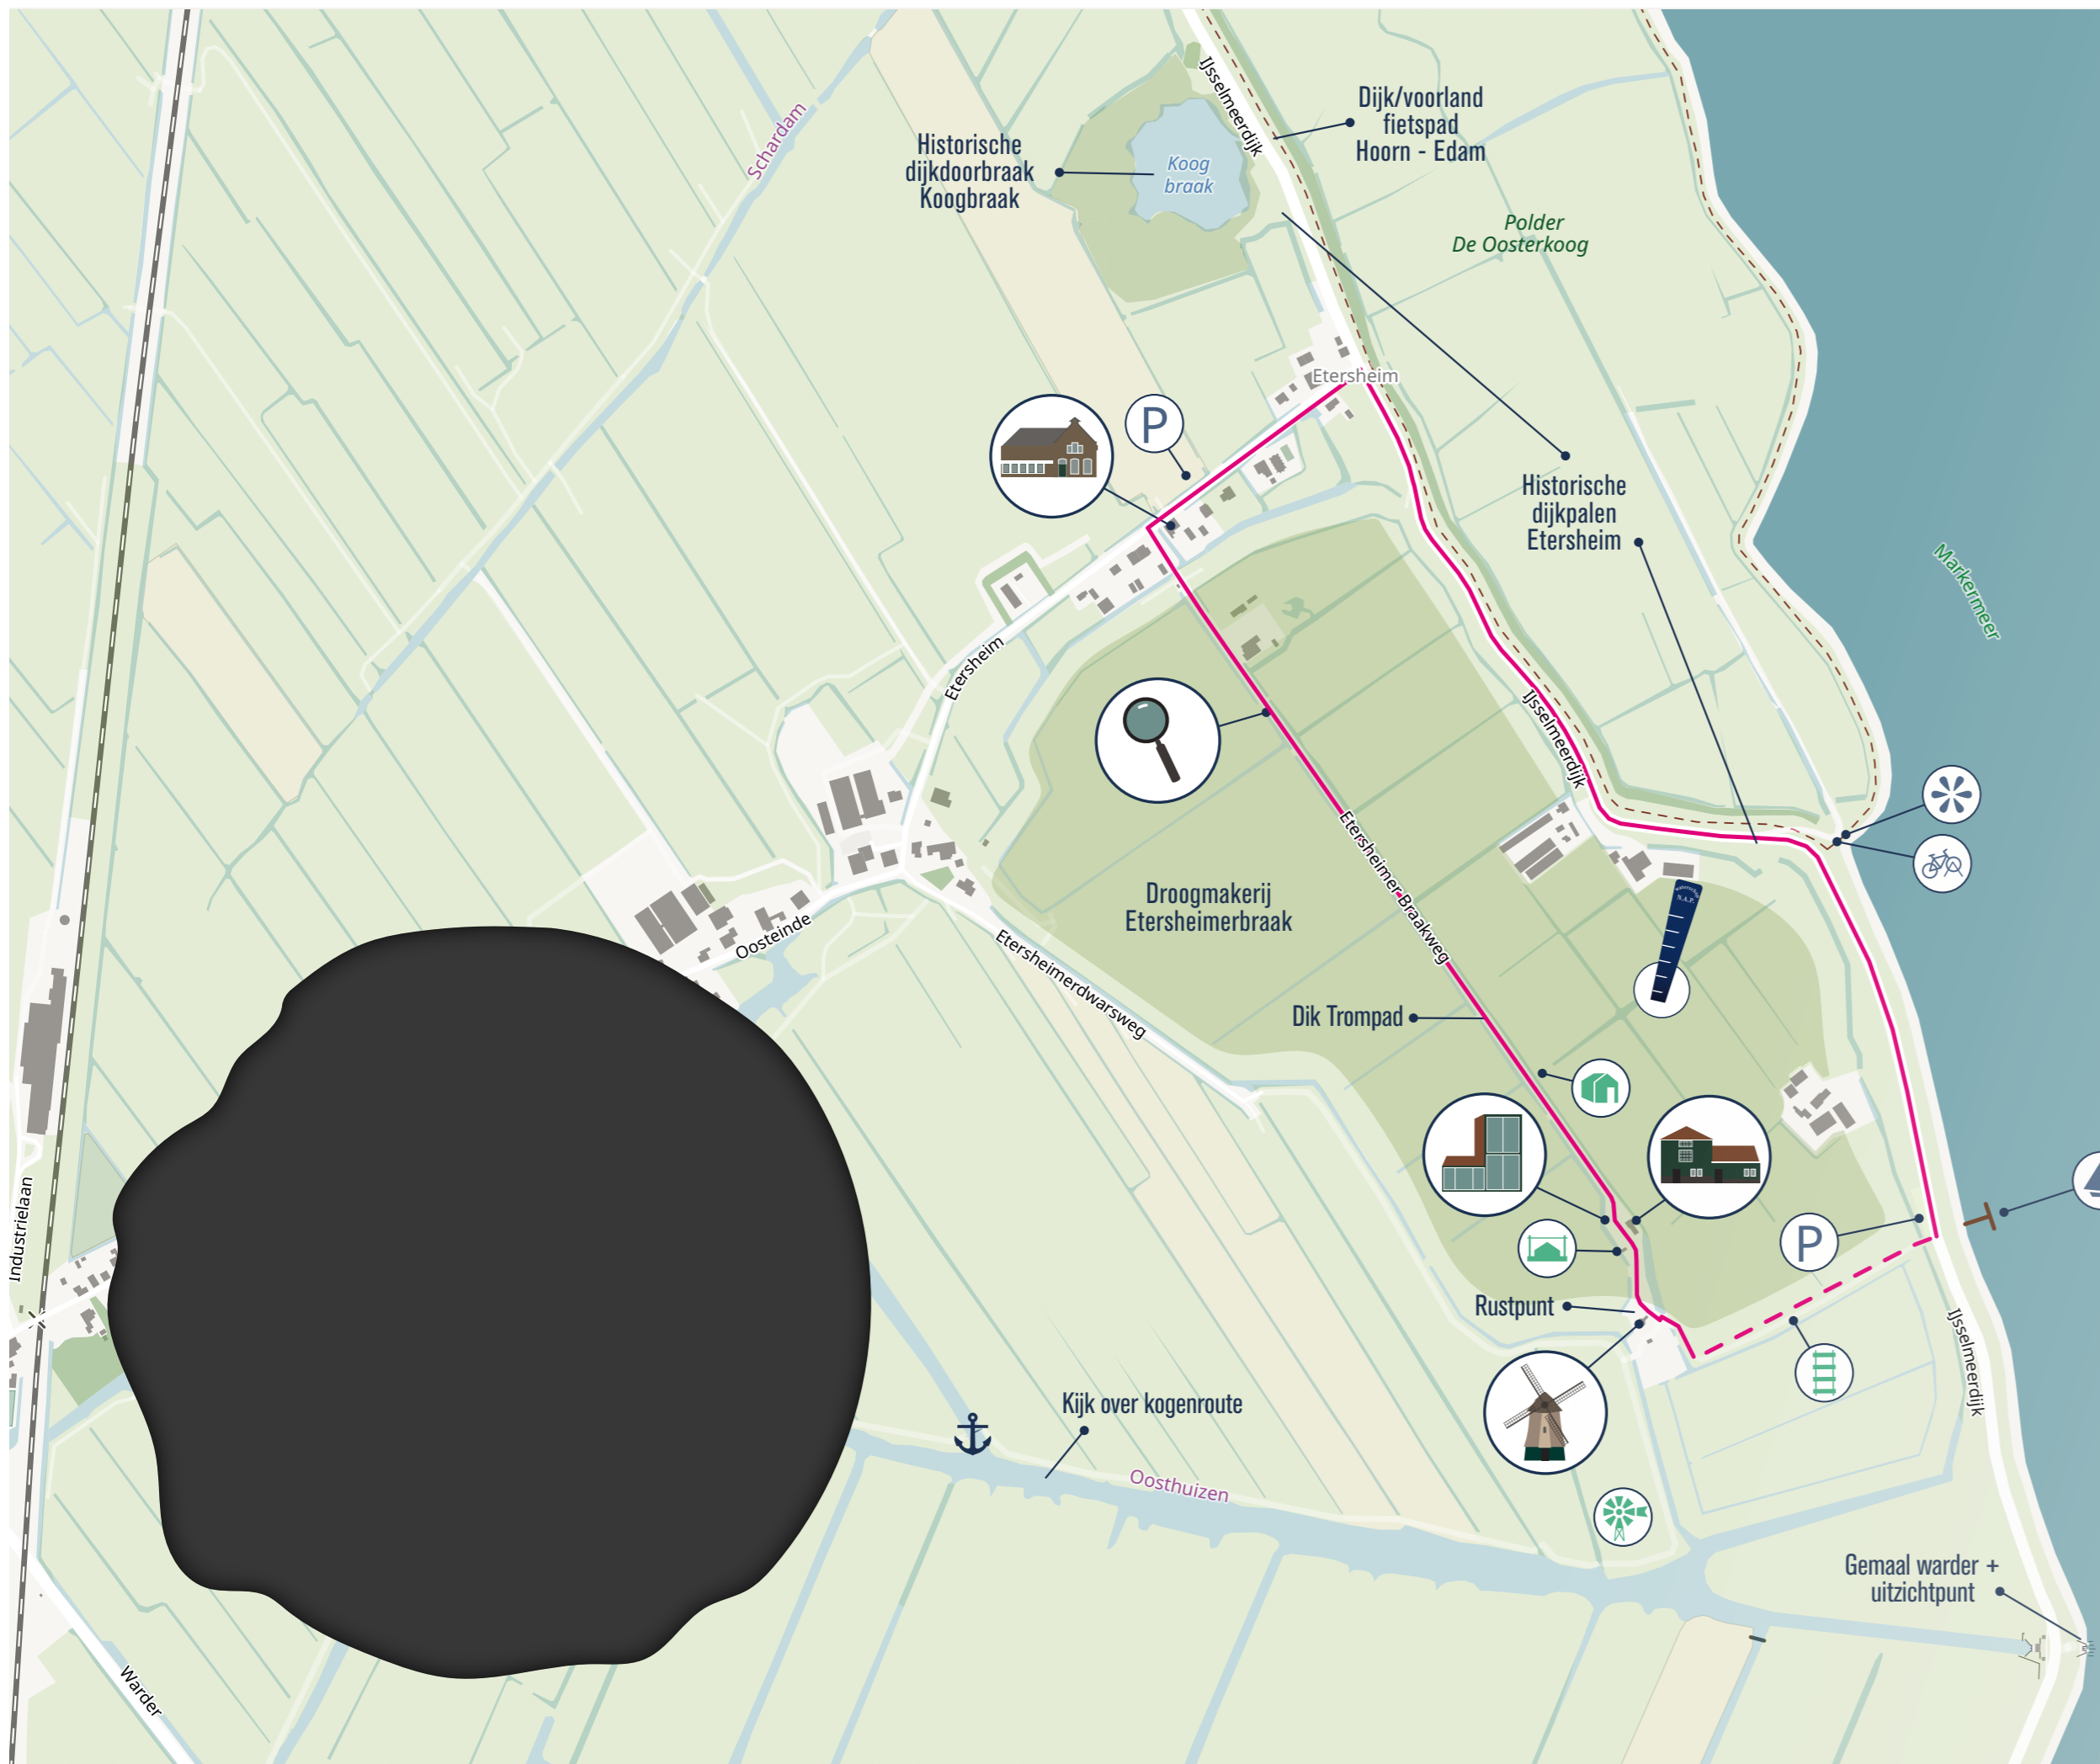 IJsselmeerdijk
Dijk/voorland
fietspad
Hoorn - Edam
Schardam
Historische
dijkdoorbraak
Koogbraak
Koog
braak
Polder
De Oosterkoog
Etersheim
P
Historische
dijkpalen
Etersheim
Markermeer
Etersheim
IJsselmeerdijk
Etersheimer Braakweg
Droogmakerij
Etersheimerbraak
N.A.P.
Oosteinde
Etersheimerdwarsweg
Dik Trompad
Industrielaan
P
Rustpunt
IJsselmeerdijk
Kijk over kogenroute
Oosthuizen
Gemaal warder +
uitzichtpunt
Warder